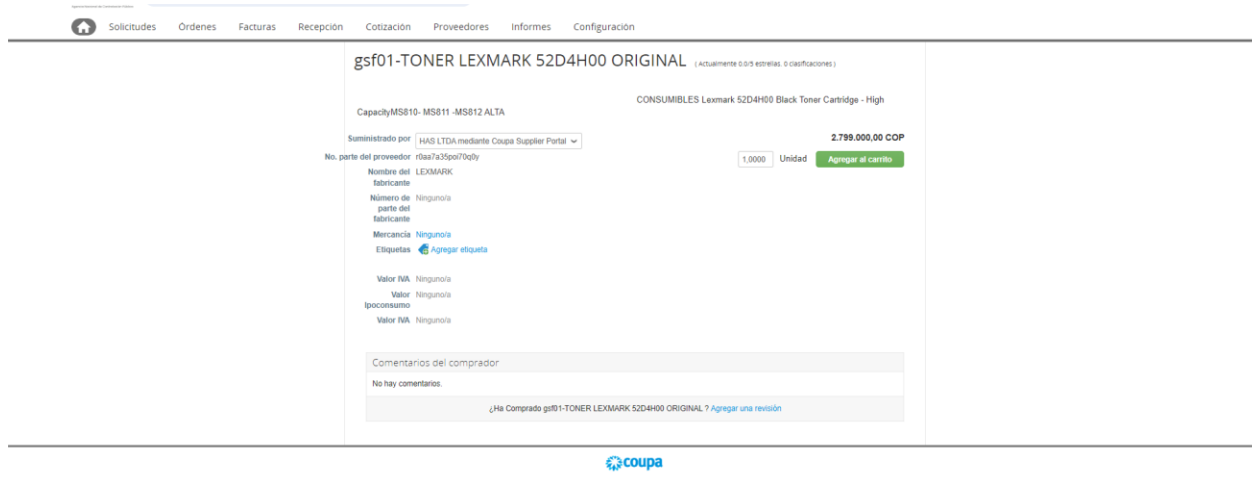 Solicitudes Órdenes Facturas Recepción Cotización Proveedores Informes Configuración
gsf01-TONER LEXMARK 52D4H00 ORIGINAL ( Actualmente 0.0/5 estrellas. 0 clasificaciones )
CONSUMIBLES Lexmark 52D4H00 Black Toner Cartridge - High
CapacityMS810- MS811 -MS812 ALTA
Suministrado por HAS LTDA mediante Coupa Supplier Portal 2.799.000,00 COP
No. parte del proveedor r0aa7a35poi70q0y 1,0000 Unidad Agregar al carrito
Nombre del LEXMARK
fabricante
Número de Ninguno/a
parte del
fabricante
Mercancía Ninguno/a
Etiquetas Agregar etiqueta
Valor IVA Ninguno/a
Valor Ninguno/a
Ipoconsumo
Valor IVA Ninguno/a
Comentarios del comprador
No hay comentarios.
¿Ha Comprado gsf01-TONER LEXMARK 52D4H00 ORIGINAL ? Agregar una revisión
coupa